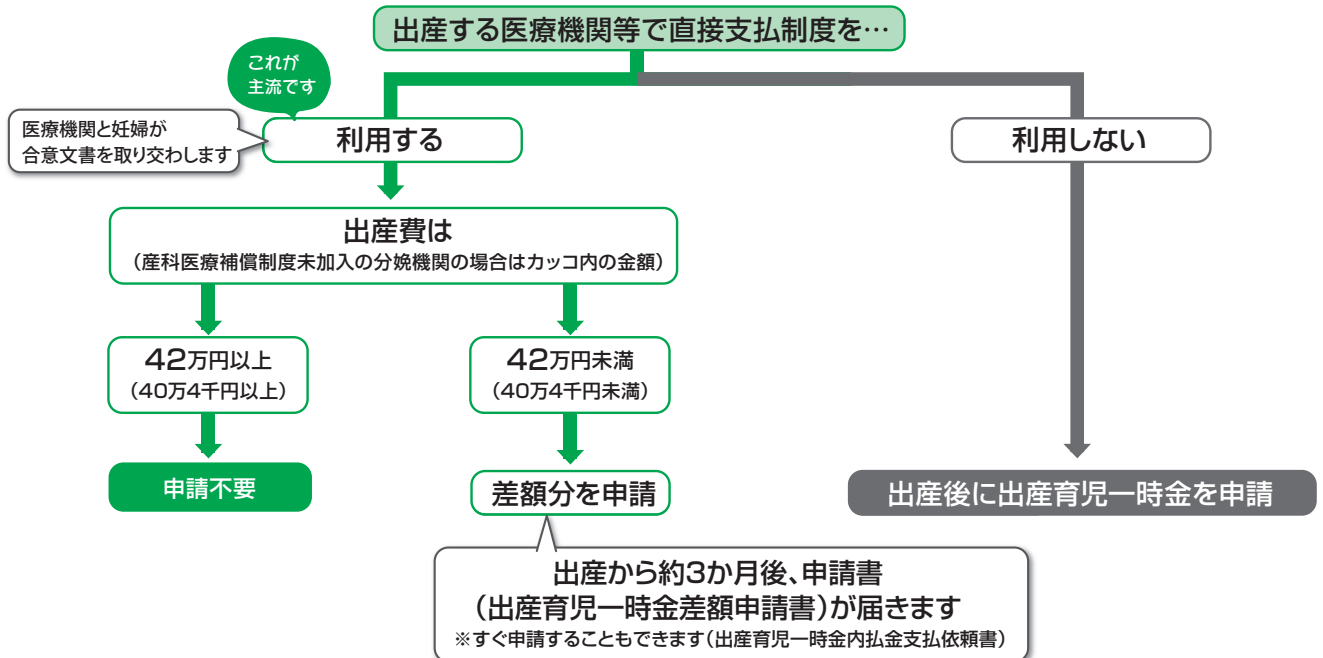 出産する医療機関等で直接支払制度を…
これが
主流です
医療機関と妊婦が
合意文書を取り交わします
利用する
利用しない
出産費は
(産科医療補償制度未加入の分娩機関の場合はカッコ内の金額)
42万円以上
(40万4千円以上)
42万円未満
(40万4千円未満)
申請不要
差額分を申請
出産後に出産育児一時金を申請
出産から約3か月後、申請書
(出産育児一時金差額申請書)が届きます
※すぐ申請することもできます(出産育児一時金内払金支払依頼書)